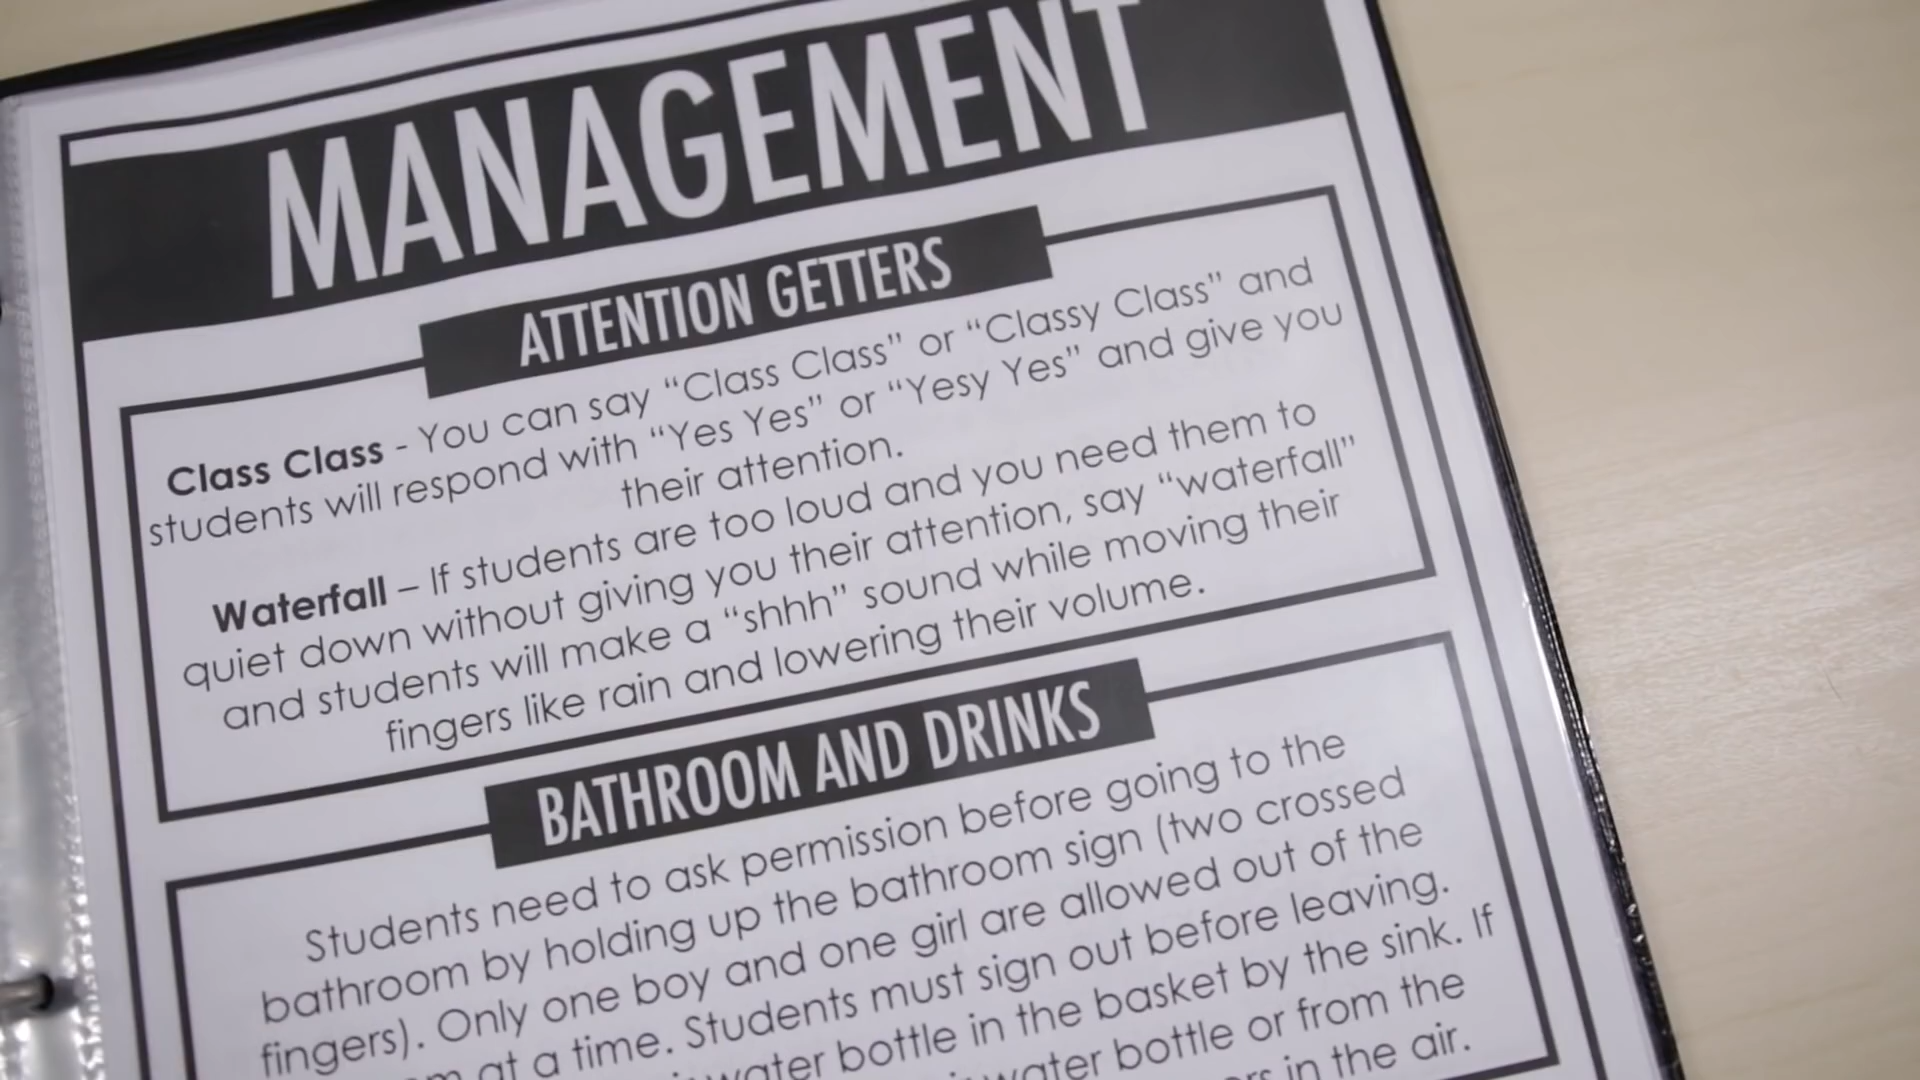 MANAGEMENT
ATTENTION GETTERS
Class Class - You can say “Class Class” or “Classy Class” and
students will respond with “Yes Yes” or “Yesy Yes” and give you
their attention.
Waterfall – If students are too loud and you need them to
quiet down without giving you their attention, say “waterfall”
and students will make a “shhh” sound while moving their
fingers like rain and lowering their volume.
BATHROOM AND DRINKS
Students need to ask permission before going to the
bathroom by holding up the bathroom sign (two crossed
fingers). Only one boy and one girl are allowed out of the
at a time. Students must sign out before leaving.
water bottle in the basket by the sink. If
water bottle or from the
in the air.